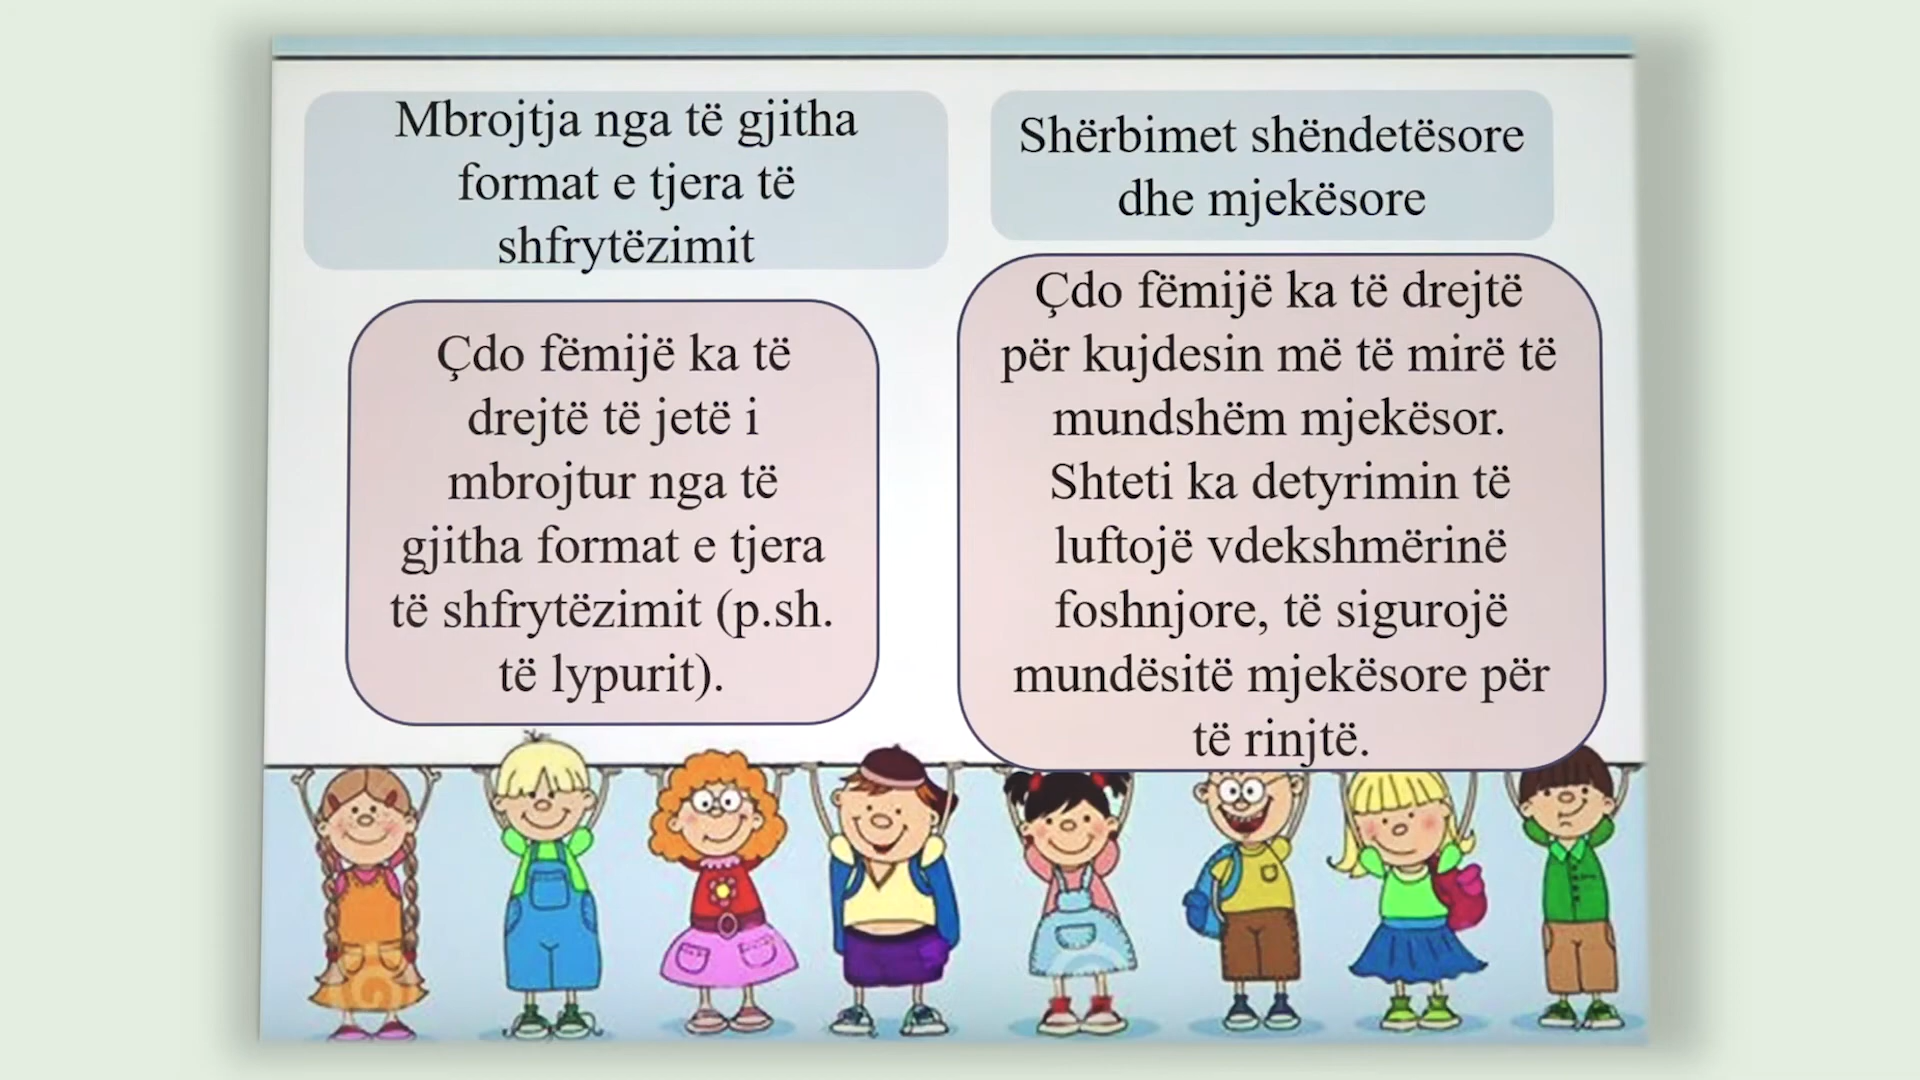 Mbrojtja nga të gjitha
format e tjera të
shfrytëzimit
Çdo fëmijë ka të
drejtë të jetë i
mbrojtur nga të
gjitha format e tjera
të shfrytëzimit (p.sh.
të lypurit).
Shërbimet shëndetësore
dhe mjekësore
Çdo fëmijë ka të drejtë
për kujdesin më të mirë të
mundshëm mjekësor.
Shteti ka detyrimin të
luftojë vdekshmërinë
foshnjore, të sigurojë
mundësitë mjekësore për
të rinjtë.